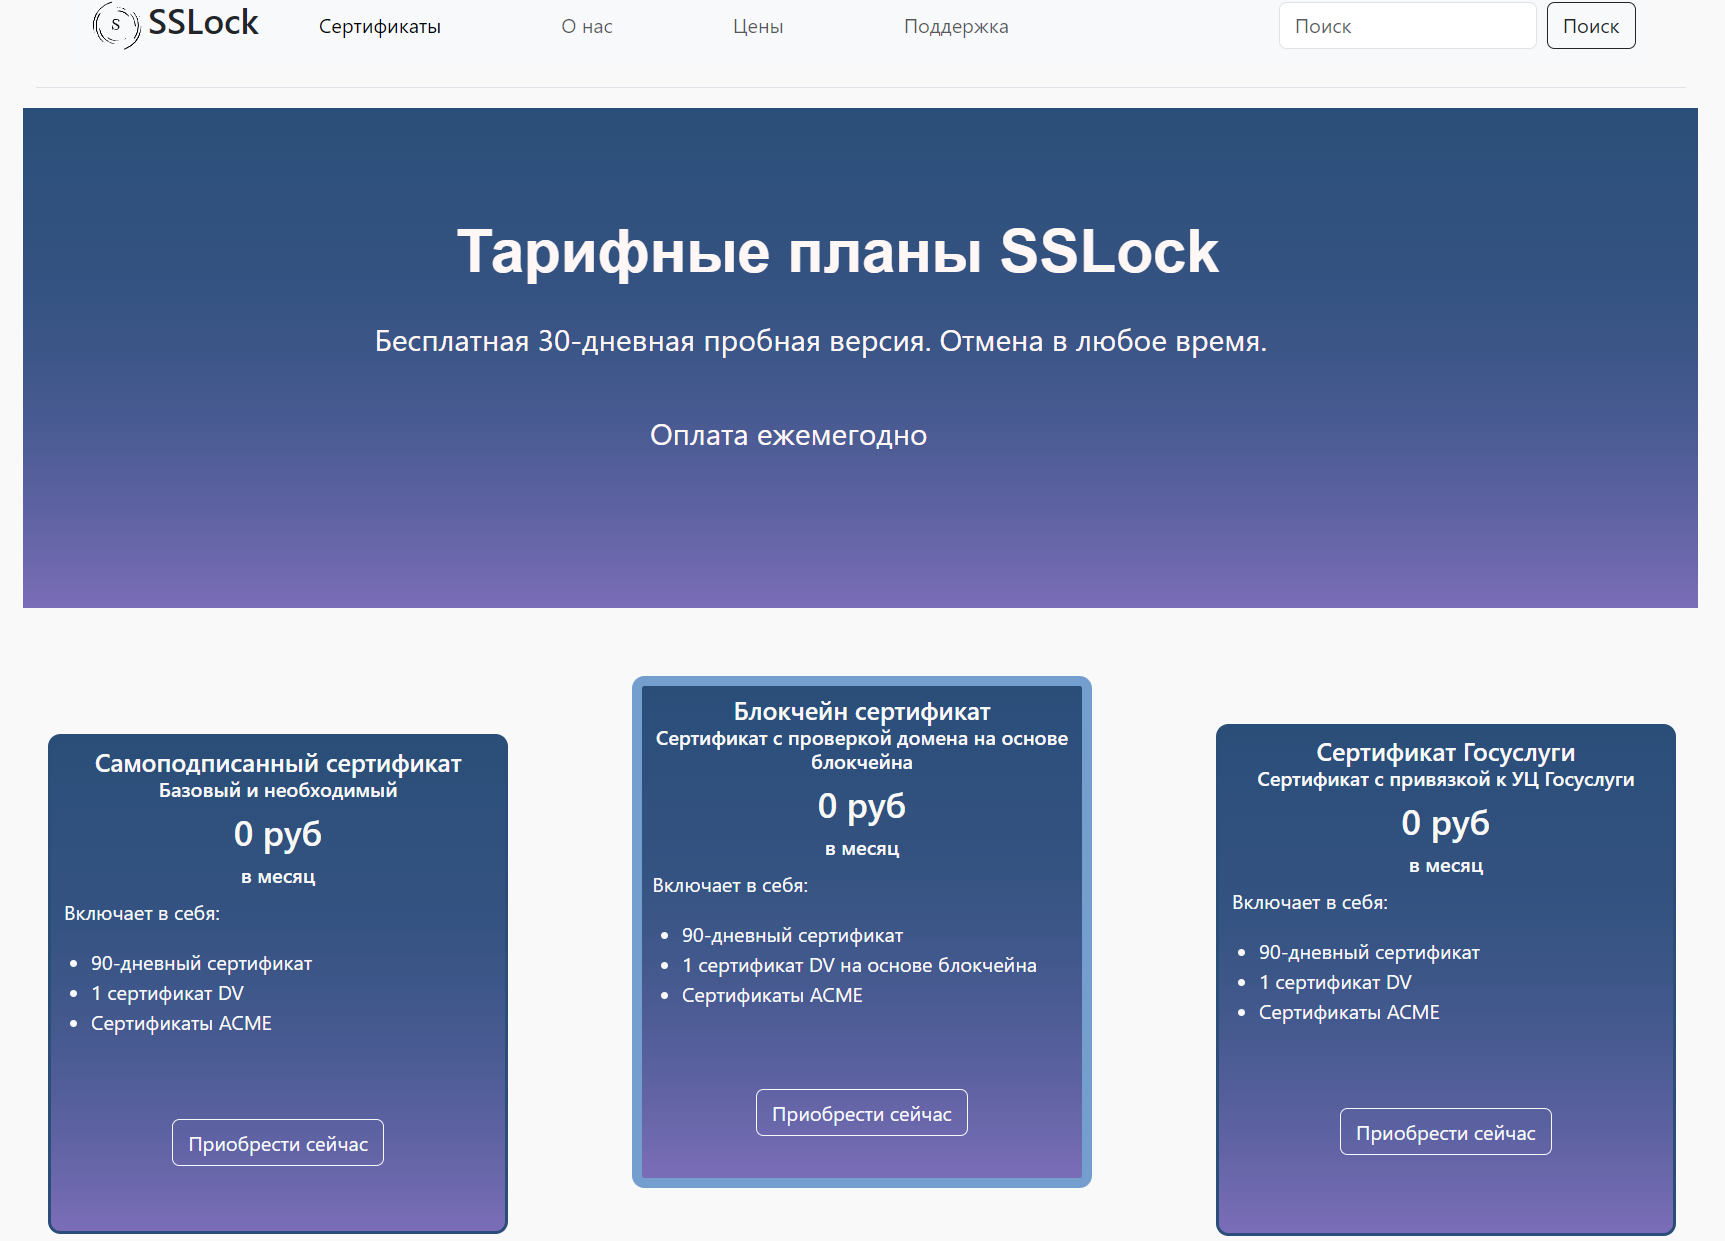 S SSLock Сертификаты О нас Цены Поддержка Поиск Поиск
Тарифные планы SSLock
Бесплатная 30-дневная пробная версия. Отмена в любое время.
Оплата ежемегодно
Самоподписанный сертификат
Базовый и необходимый
0 руб
в месяц
Включает в себя:
90-дневный сертификат
1 сертификат DV
Сертификаты ACME
Приобрести сейчас
Блокчейн сертификат
Сертификат с проверкой домена на основе
блокчейна
0 руб
в месяц
Включает в себя:
90-дневный сертификат
1 сертификат DV на основе блокчейна
Сертификаты ACME
Приобрести сейчас
Сертификат Госуслуги
Сертификат с привязкой к УЦ Госуслуги
0 руб
в месяц
Включает в себя:
90-дневный сертификат
1 сертификат DV
Сертификаты ACME
Приобрести сейчас